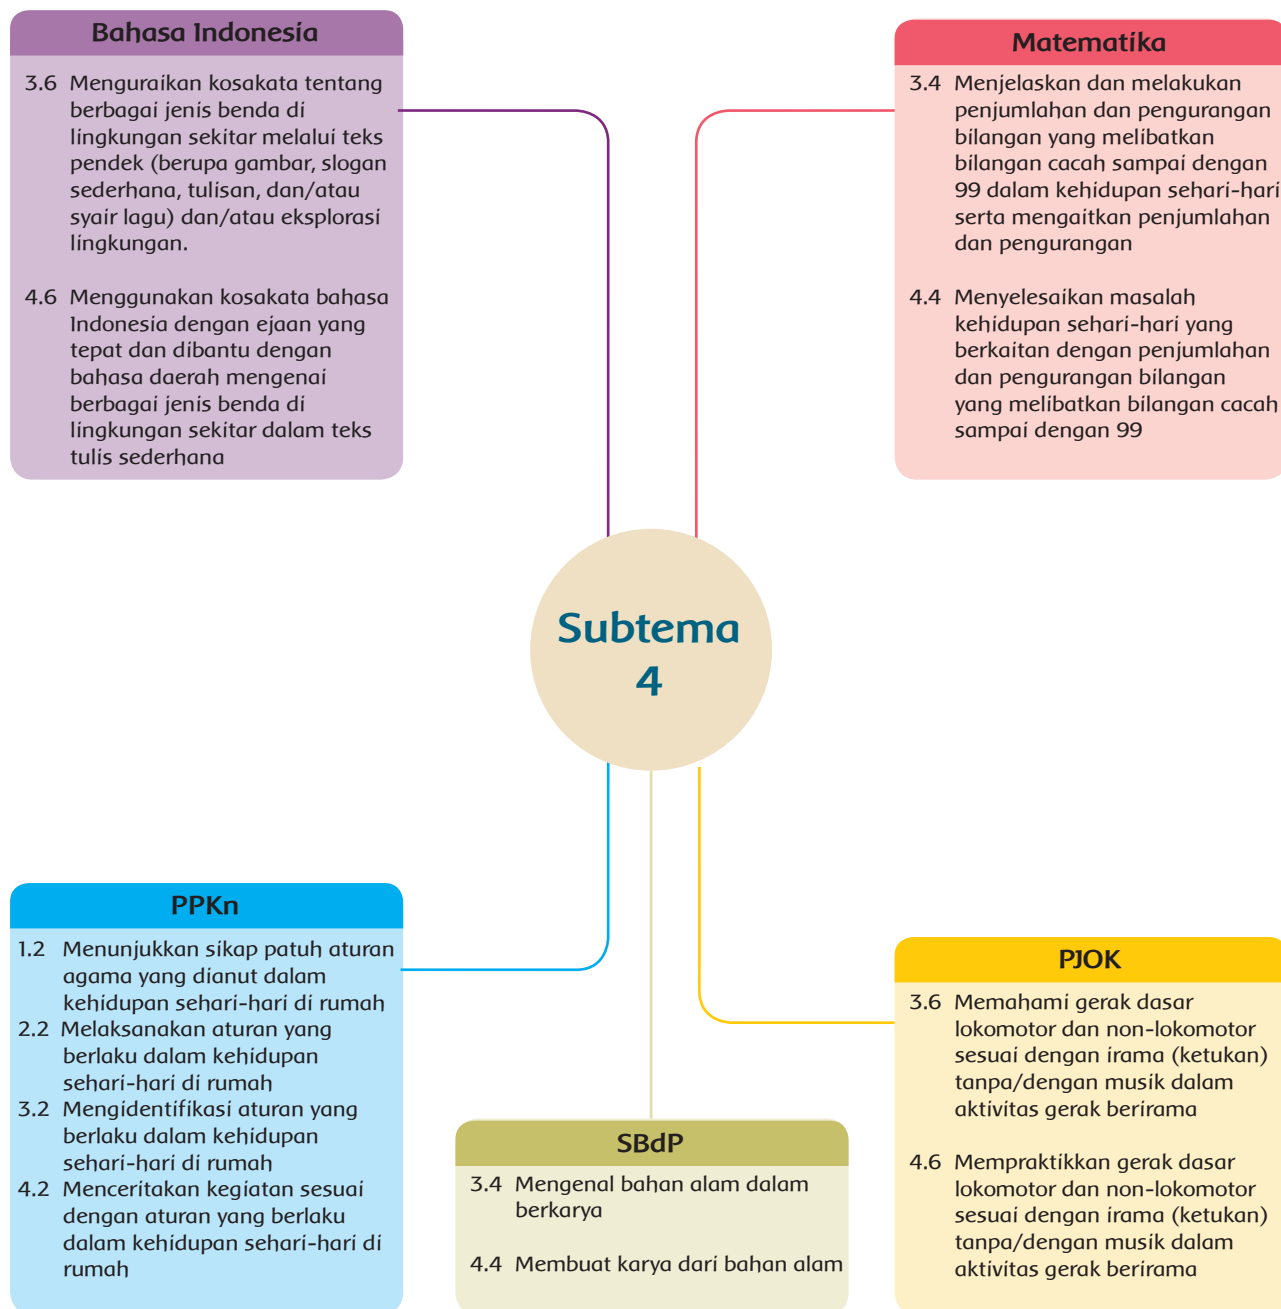 Bahasa Indonesia
3.6 Menguraikan kosakata tentang
berbagai jenis benda di
lingkungan sekitar melalui teks
pendek (berupa gambar, slogan
sederhana, tulisan, dan/atau
syair lagu) dan/atau eksplorasi
lingkungan.
4.6 Menggunakan kosakata bahasa
Indonesia dengan ejaan yang
tepat dan dibantu dengan
bahasa daerah mengenai
berbagai jenis benda di
lingkungan sekitar dalam teks
tulis sederhana
Matematika
3.4 Menjelaskan dan melakukan
penjumlahan dan pengurangan
bilangan yang melibatkan
bilangan cacah sampai dengan
99 dalam kehidupan sehari-hari
serta mengaitkan penjumlahan
dan pengurangan
4.4 Menyelesaikan masalah
kehidupan sehari-hari yang
berkaitan dengan penjumlahan
dan pengurangan bilangan
yang melibatkan bilangan cacah
sampai dengan 99
Subtema
4
PPKn
1.2 Menunjukkan sikap patuh aturan
agama yang dianut dalam
kehidupan sehari-hari di rumah
2.2 Melaksanakan aturan yang
berlaku dalam kehidupan
sehari-hari di rumah
3.2 Mengidentifikasi aturan yang
berlaku dalam kehidupan
sehari-hari di rumah
4.2 Menceritakan kegiatan sesuai
dengan aturan yang berlaku
dalam kehidupan sehari-hari di
rumah
SBdP
3.4 Mengenal bahan alam dalam
berkarya
4.4 Membuat karya dari bahan alam
PJOK
3.6 Memahami gerak dasar
lokomotor dan non-lokomotor
sesuai dengan irama (ketukan)
tanpa/dengan musik dalam
aktivitas gerak berirama
4.6 Mempraktikkan gerak dasar
lokomotor dan non-lokomotor
sesuai dengan irama (ketukan)
tanpa/dengan musik dalam
aktivitas gerak berirama